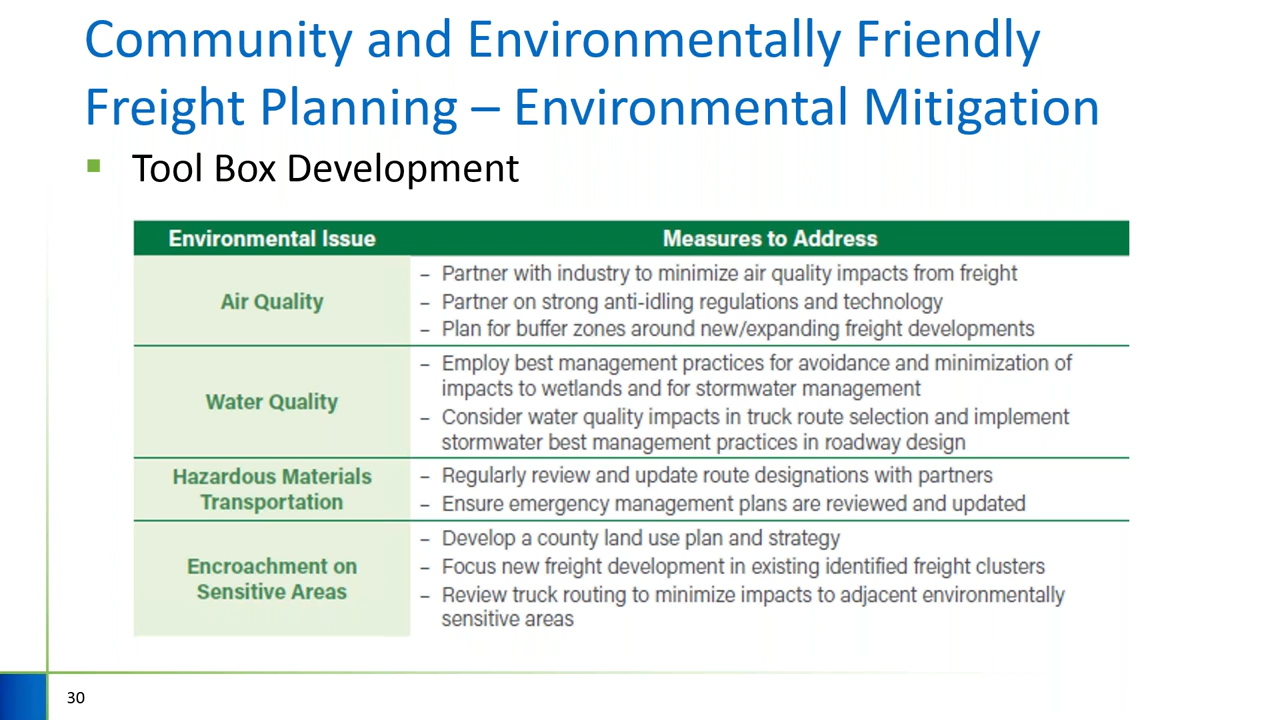 Community and Environmentally Friendly
Freight Planning – Environmental Mitigation
▪ Tool Box Development
Environmental Issue
Measures to Address
Air Quality
– Partner with industry to minimize air quality impacts from freight
– Partner on strong anti-idling regulations and technology
– Plan for buffer zones around new/expanding freight developments
Water Quality
– Employ best management practices for avoidance and minimization of
impacts to wetlands and for stormwater management
– Consider water quality impacts in truck route selection and implement
stormwater best management practices in roadway design
Hazardous Materials
Transportation
– Regularly review and update route designations with partners
– Ensure emergency management plans are reviewed and updated
Encroachment on
Sensitive Areas
– Develop a county land use plan and strategy
– Focus new freight development in existing identified freight clusters
– Review truck routing to minimize impacts to adjacent environmentally
sensitive areas
30